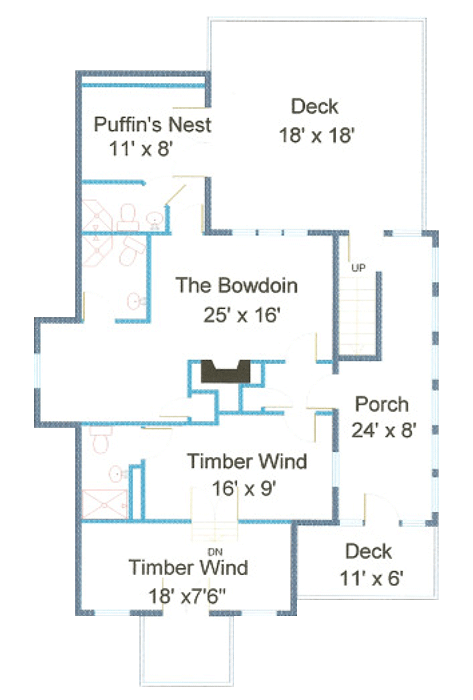 Deck
18' x 18'
Puffin's Nest
11' x 8'
UP
The Bowdoin
25' x 16'
Porch
24' x 8'
Timber Wind
16' x 9'
DN
Timber Wind
18' x7'6"
Deck
11' x 6'